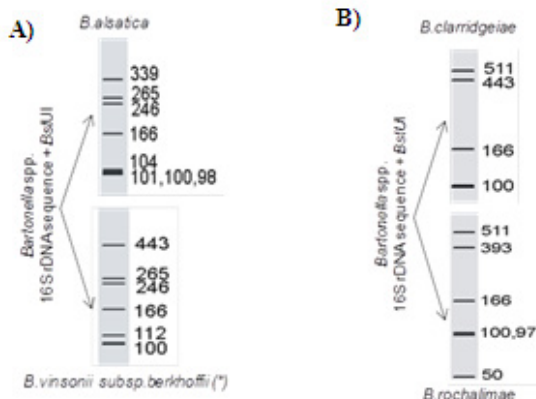 A)
B.alsatica
Bartonella spp.
16SrDNA sequence + BstUI
339
265
246
166
104
101,100,98
443
265
246
166
112
100
B.vinsonii subsp.berkhoffii (*)
B)
B.clarridgeiae
Bartonella spp.
16S rDNA sequence + BstUI
511
443
166
100
511
393
166
100,97
50
B.rochalimae